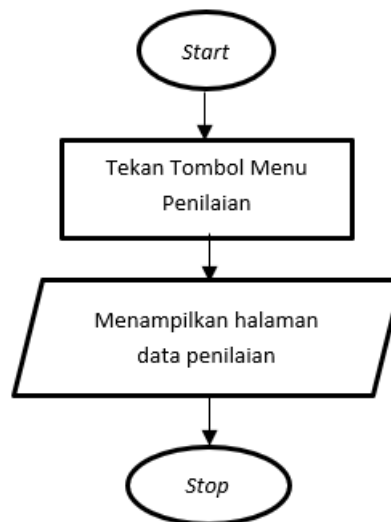 Start
Tekan Tombol Menu
Penilaian
Menampilkan halaman
data penilaian
Stop